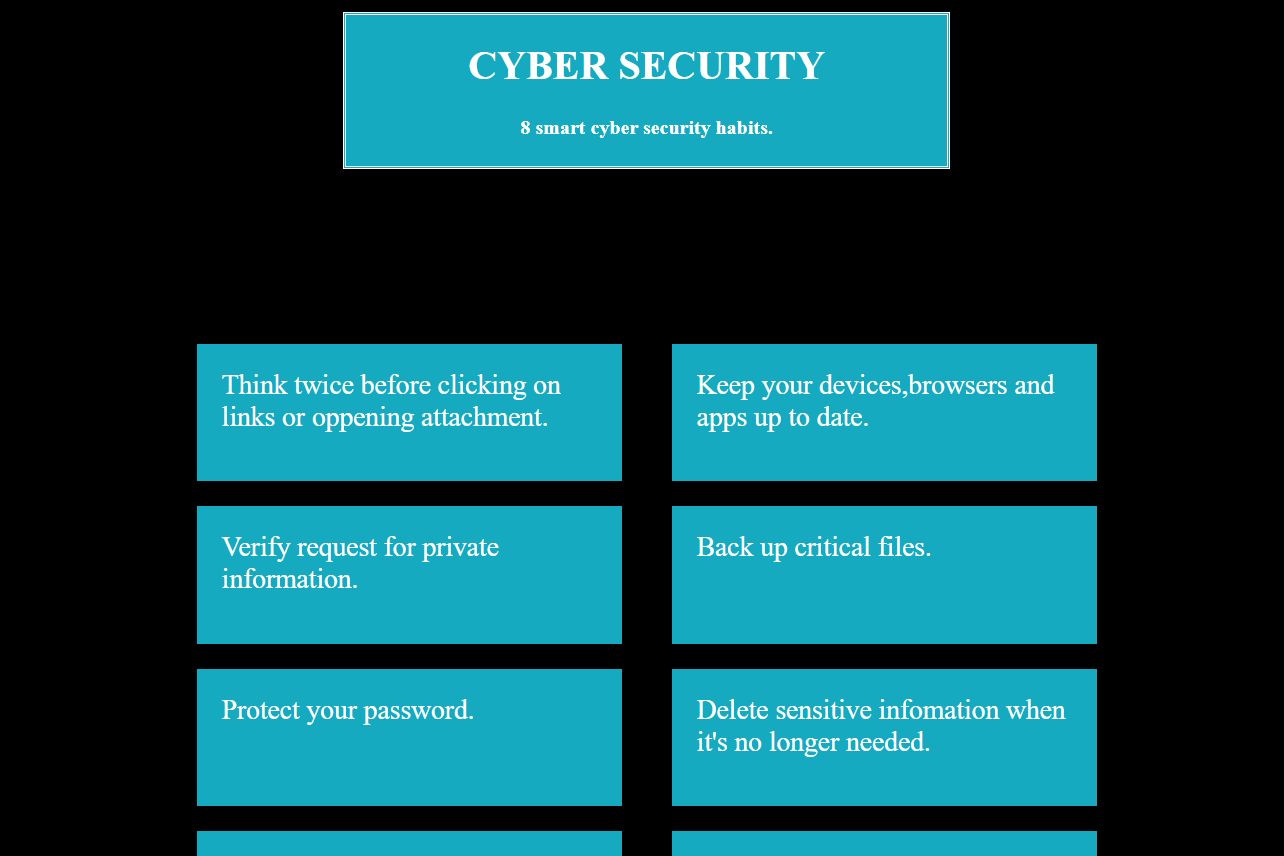 CYBER SECURITY
8 smart cyber security habits.
Think twice before clicking on
links or oppening attachment.
Keep your devices,browsers and
apps up to date.
Verify request for private
information.
Back up critical files.
Protect your password.
Delete sensitive infomation when
it's no longer needed.